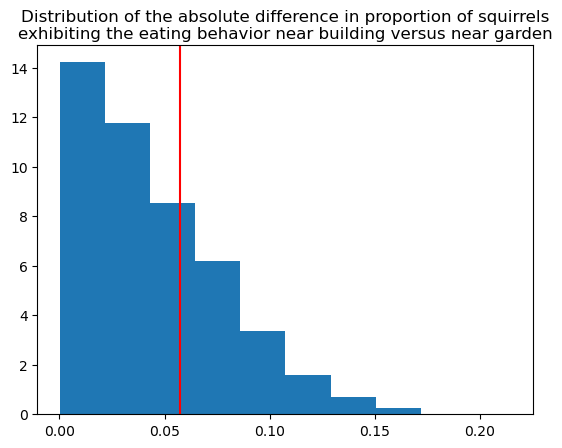 Distribution of the absolute difference in proportion of squirrels
exhibiting the eating behavior near building versus near garden
14
12
10
8
6
4
2
0
0.00 0.05 0.10 0.15 0.20